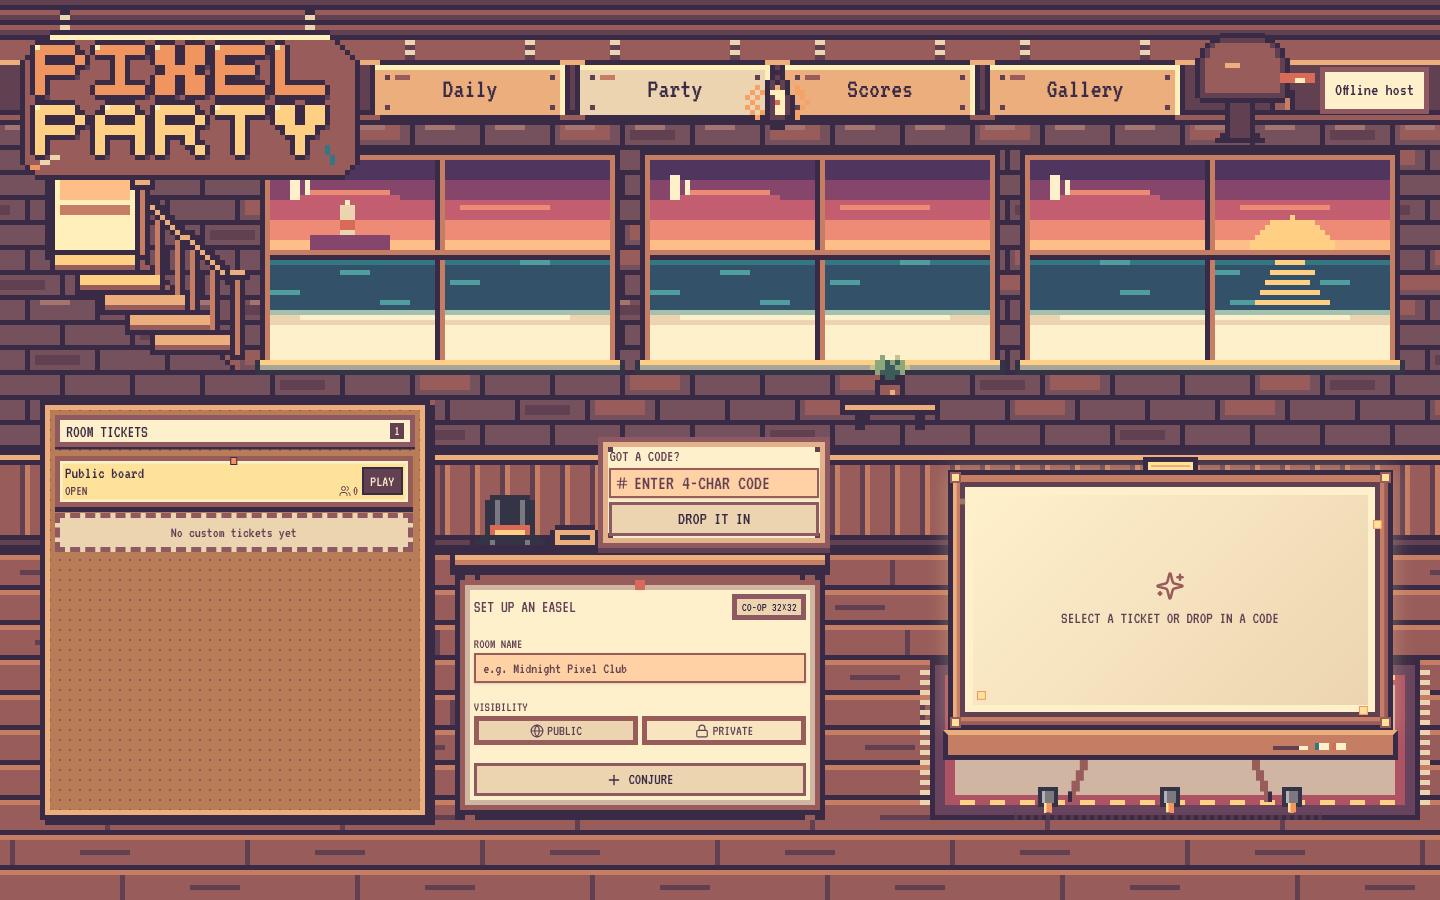 PIXEL
PARTY
Daily
Party
Scores
Gallery
Offline host
ROOM TICKETS
1
Public board
OPEN
0
PLAY
No custom tickets yet
GOT A CODE?
# ENTER 4-CHAR CODE
DROP IT IN
SET UP AN EASEL
CO-OP 32×32
ROOM NAME
e.g. Midnight Pixel Club
VISIBILITY
PUBLIC
PRIVATE
+ CONJURE
SELECT A TICKET OR DROP IN A CODE